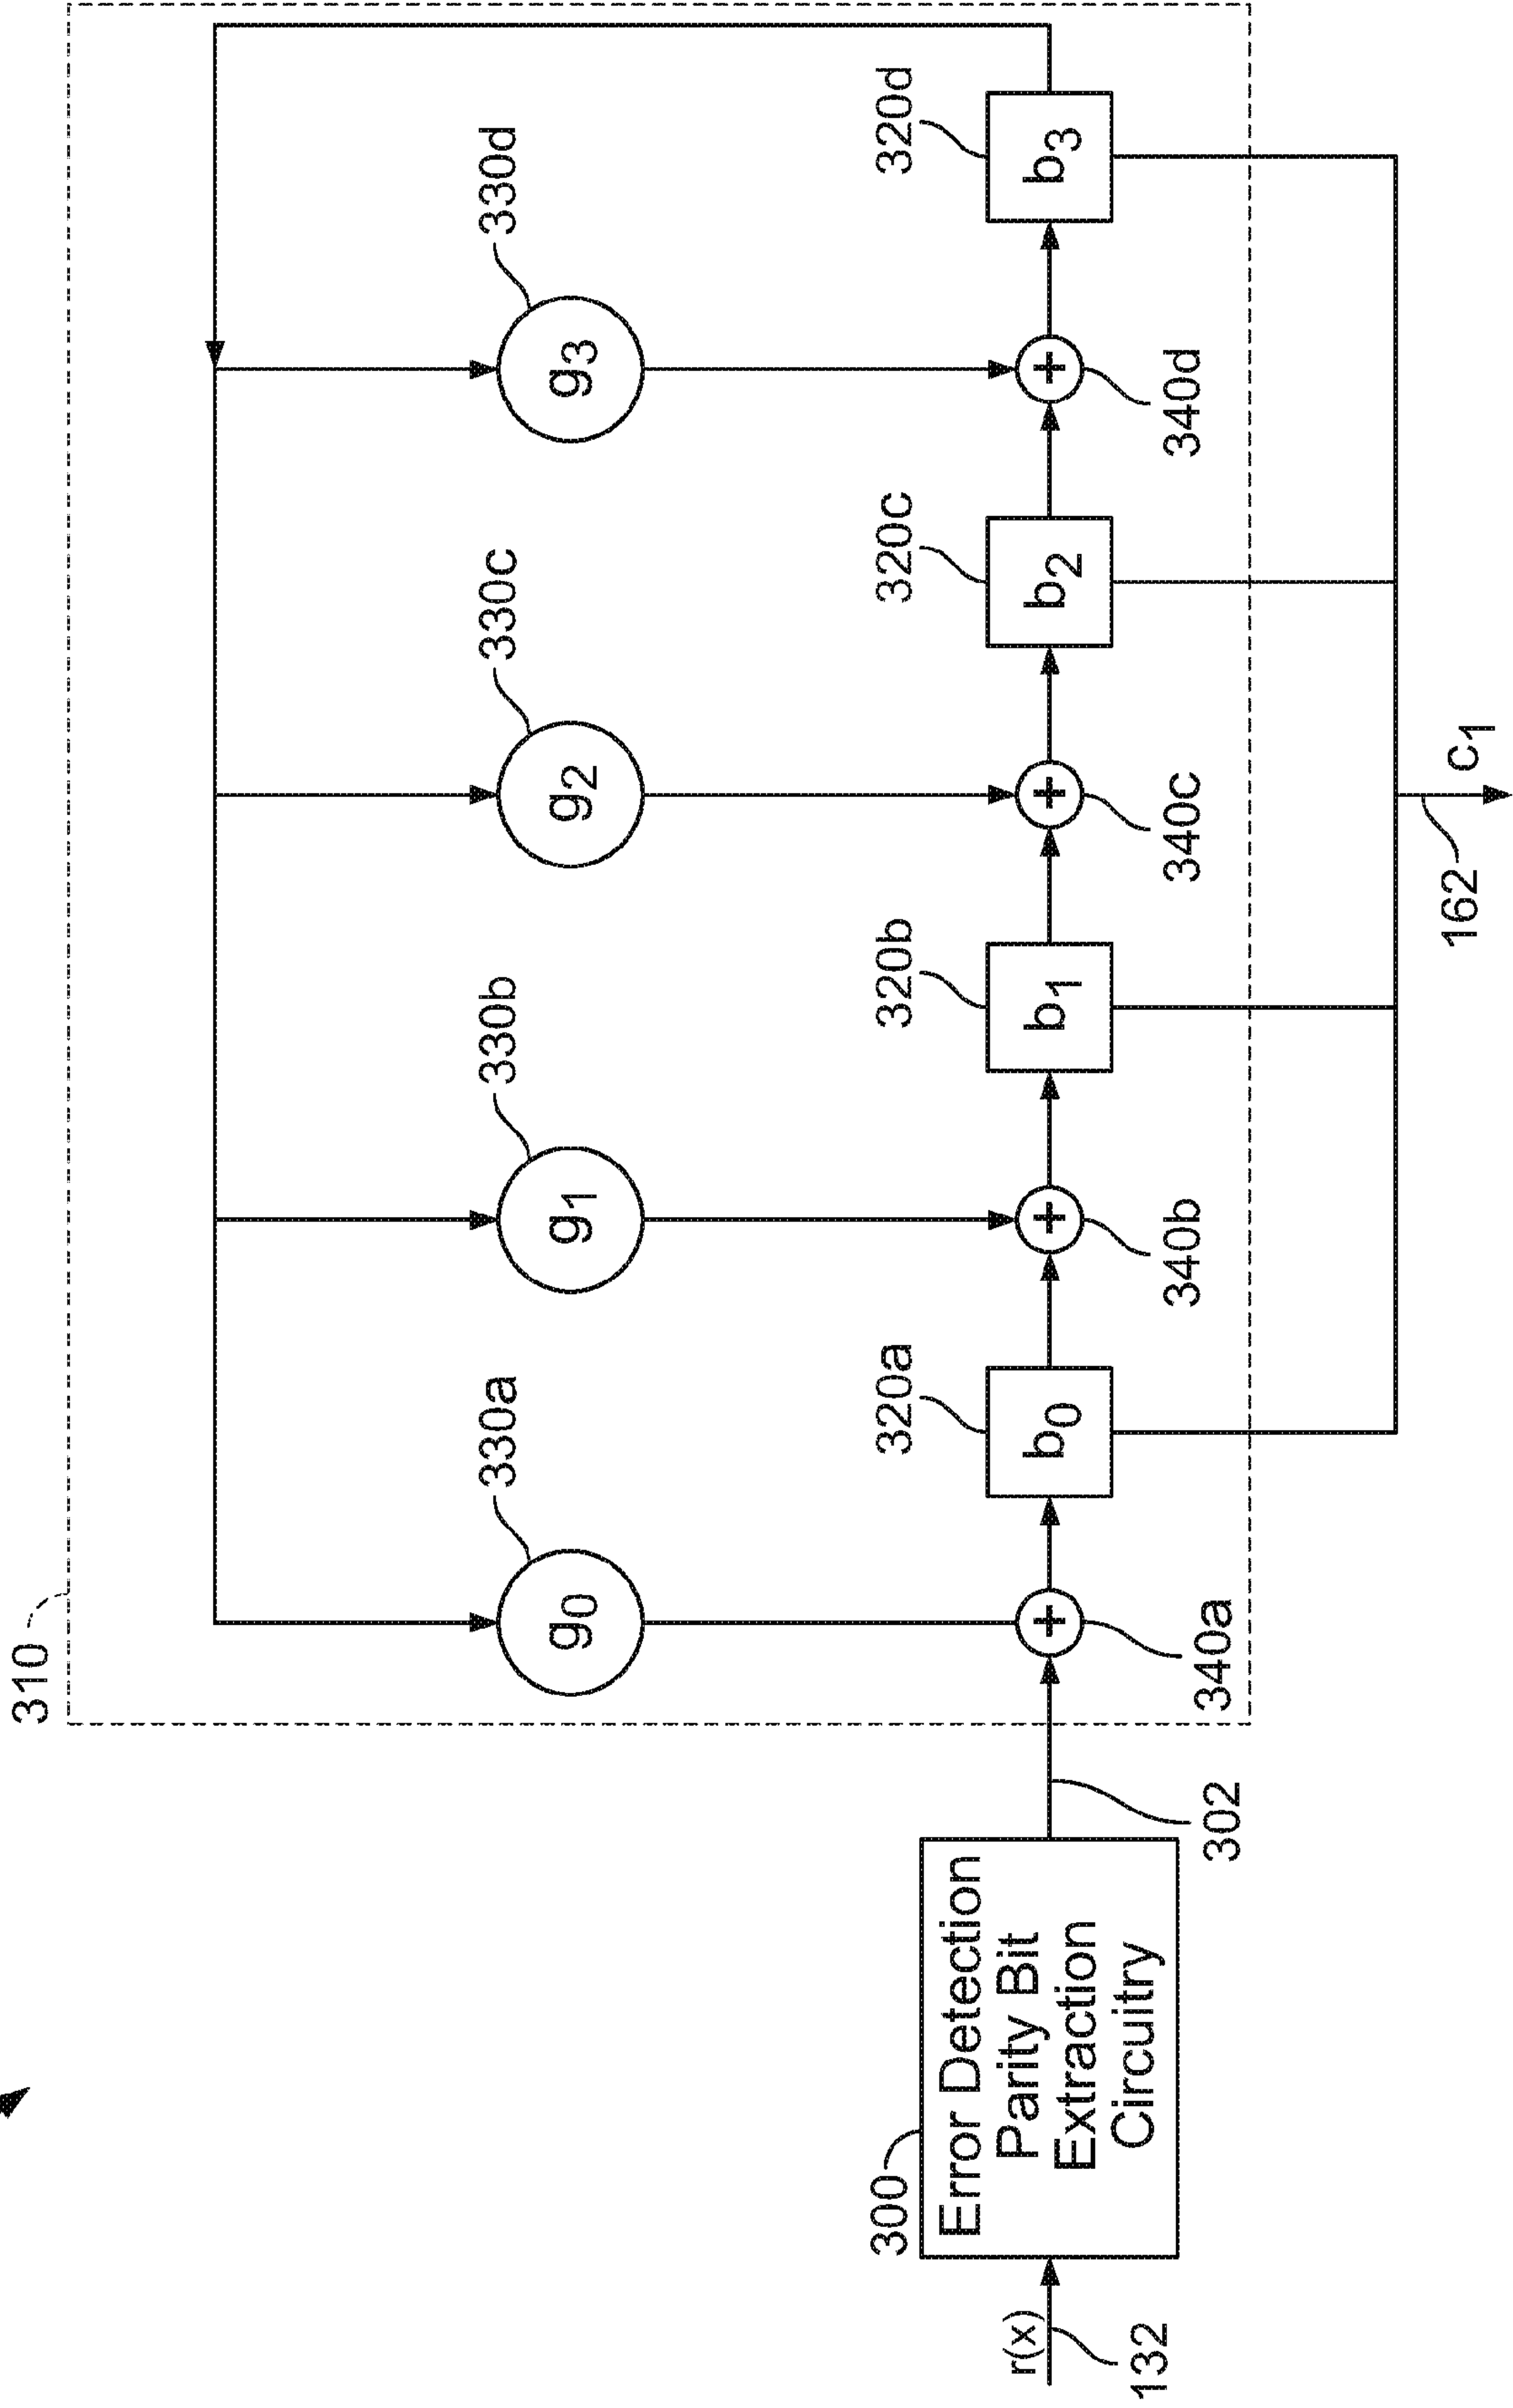 310
330a
330b
330c
330d
g0
g1
g2
g3
320a
320b
320c
320d
300
r(x)
132
Error Detection
Parity Bit
Extraction
Circuitry
302
b0
b1
b2
b3
+
+
+
+
340a
340b
340c
340d
162
c1